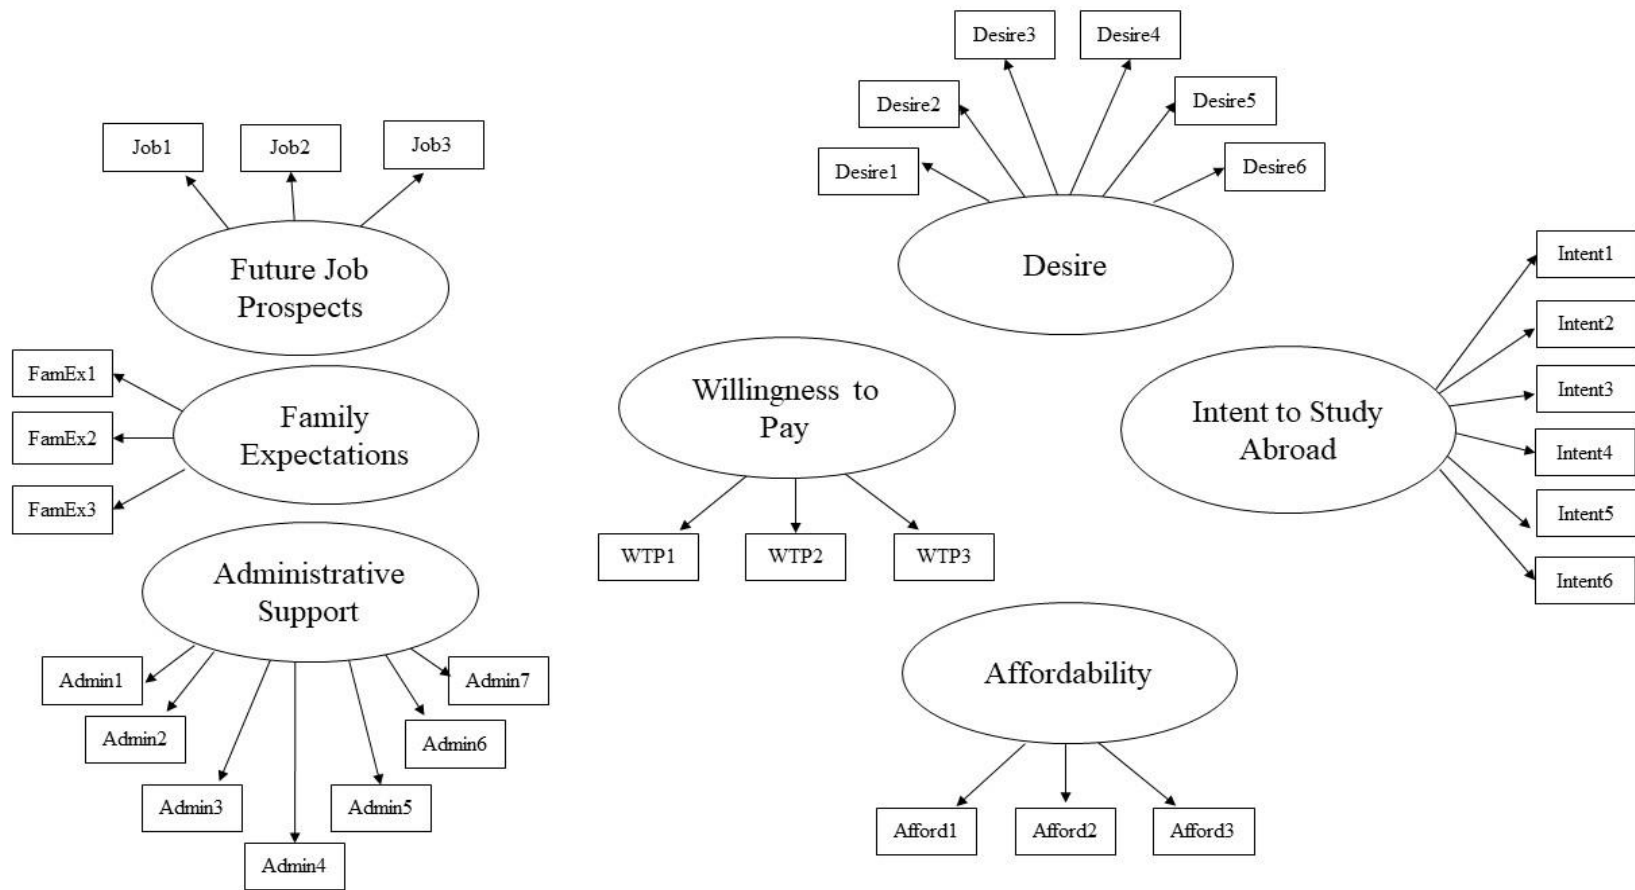 Desire3
Desire4
Desire2
Desire5
Job1
Job2
Job3
Desire1
Desire6
Future Job
Prospects
Desire
Intent1
Intent2
FamEx1
FamEx2
FamEx3
Family
Expectations
Willingness to
Pay
Intent to Study
Abroad
Intent3
Intent4
Intent5
Intent6
WTP1
WTP2
WTP3
Administrative
Support
Admin1
Admin2
Admin3
Admin4
Admin5
Admin6
Admin7
Affordability
Afford1
Afford2
Afford3